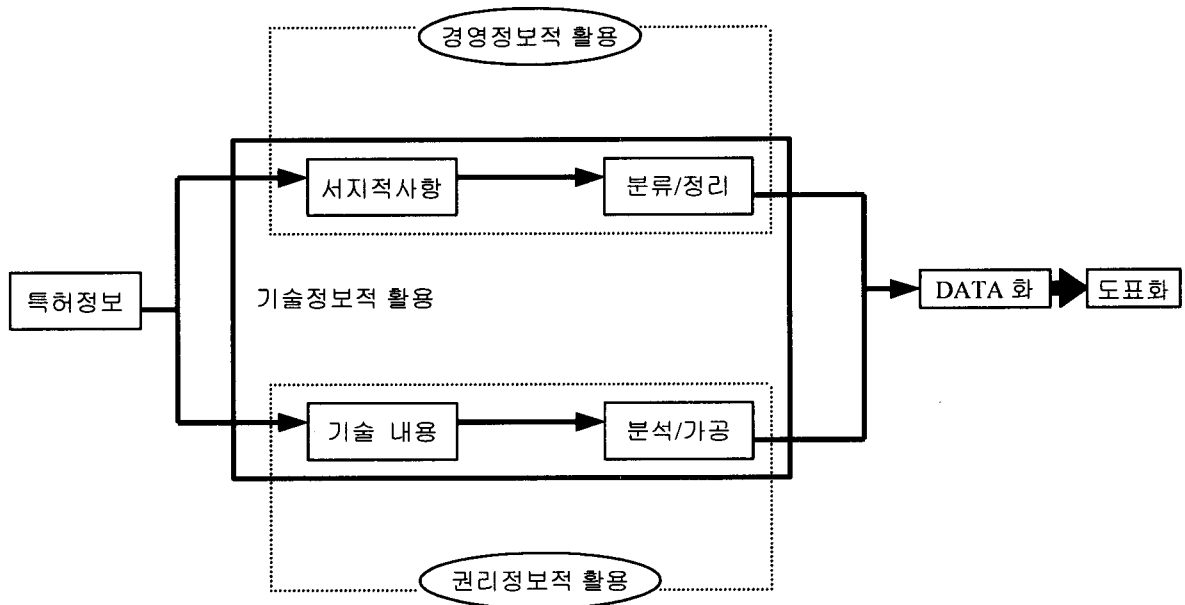 경영정보적 활용
서지적사항
분류/정리
특허정보
기술정보적 활용
DATA 화
도표화
기술 내용
분석/가공
권리정보적 활용